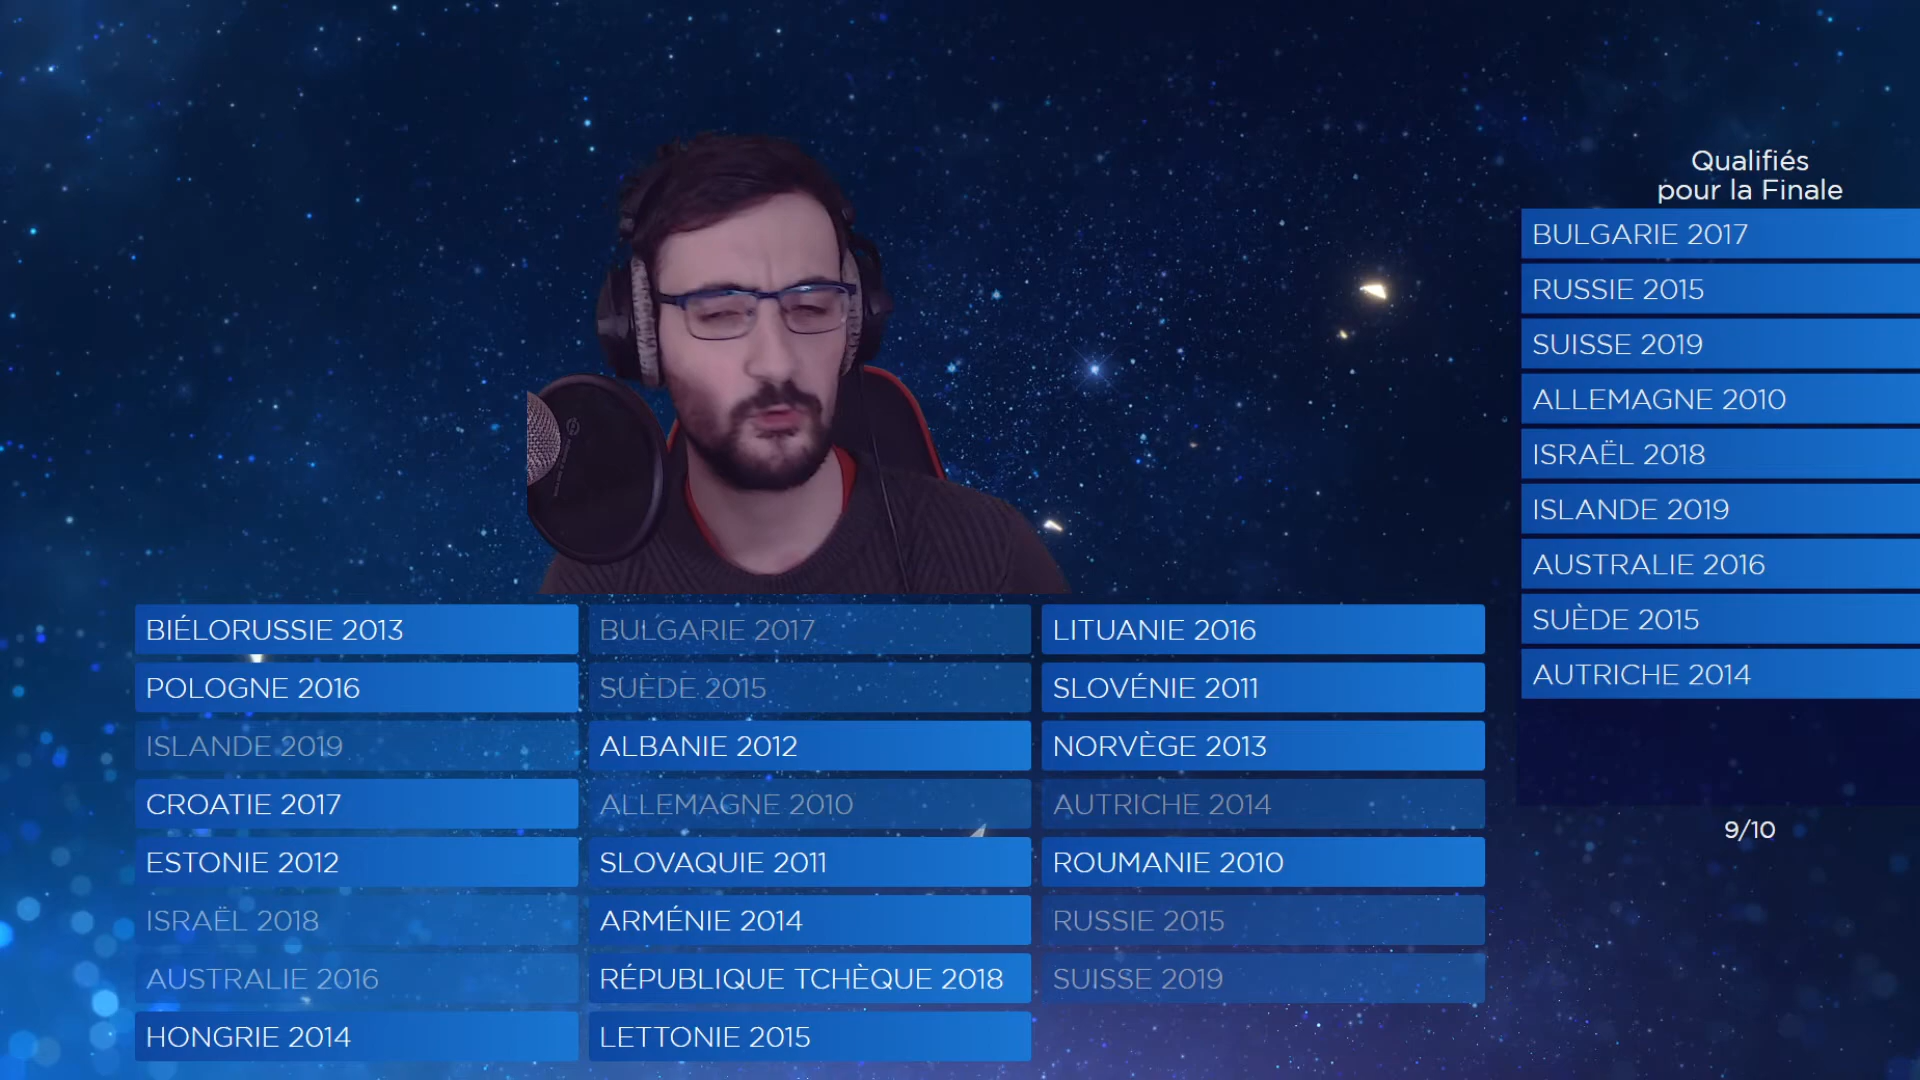 Qualifiés
pour la Finale
BULGARIE 2017
RUSSIE 2015
SUISSE 2019
ALLEMAGNE 2010
ISRAËL 2018
ISLANDE 2019
AUSTRALIE 2016
SUÈDE 2015
AUTRICHE 2014
9/10
BIÉLORUSSIE 2013
POLOGNE 2016
ISLANDE 2019
CROATIE 2017
ESTONIE 2012
ISRAËL 2018
AUSTRALIE 2016
HONGRIE 2014
BULGARIE 2017
SUÈDE 2015
ALBANIE 2012
ALLEMAGNE 2010
SLOVAQUIE 2011
ARMÉNIE 2014
RÉPUBLIQUE TCHÈQUE 2018
LETTONIE 2015
LITUANIE 2016
SLOVÉNIE 2011
NORVÈGE 2013
AUTRICHE 2014
ROUMANIE 2010
RUSSIE 2015
SUISSE 2019